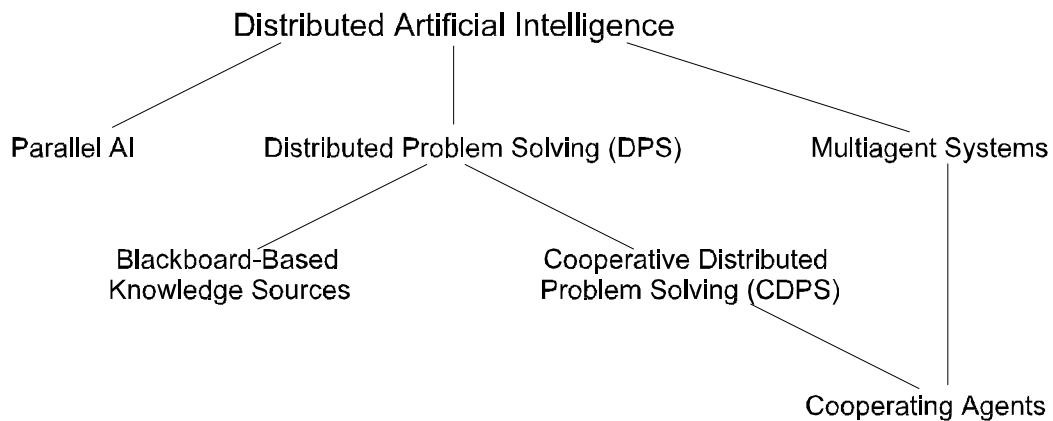 Distributed Artificial Intelligence
Parallel AI
Distributed Problem Solving (DPS)
Multiagent Systems
Blackboard-Based
Knowledge Sources
Cooperative Distributed
Problem Solving (CDPS)
Cooperating Agents